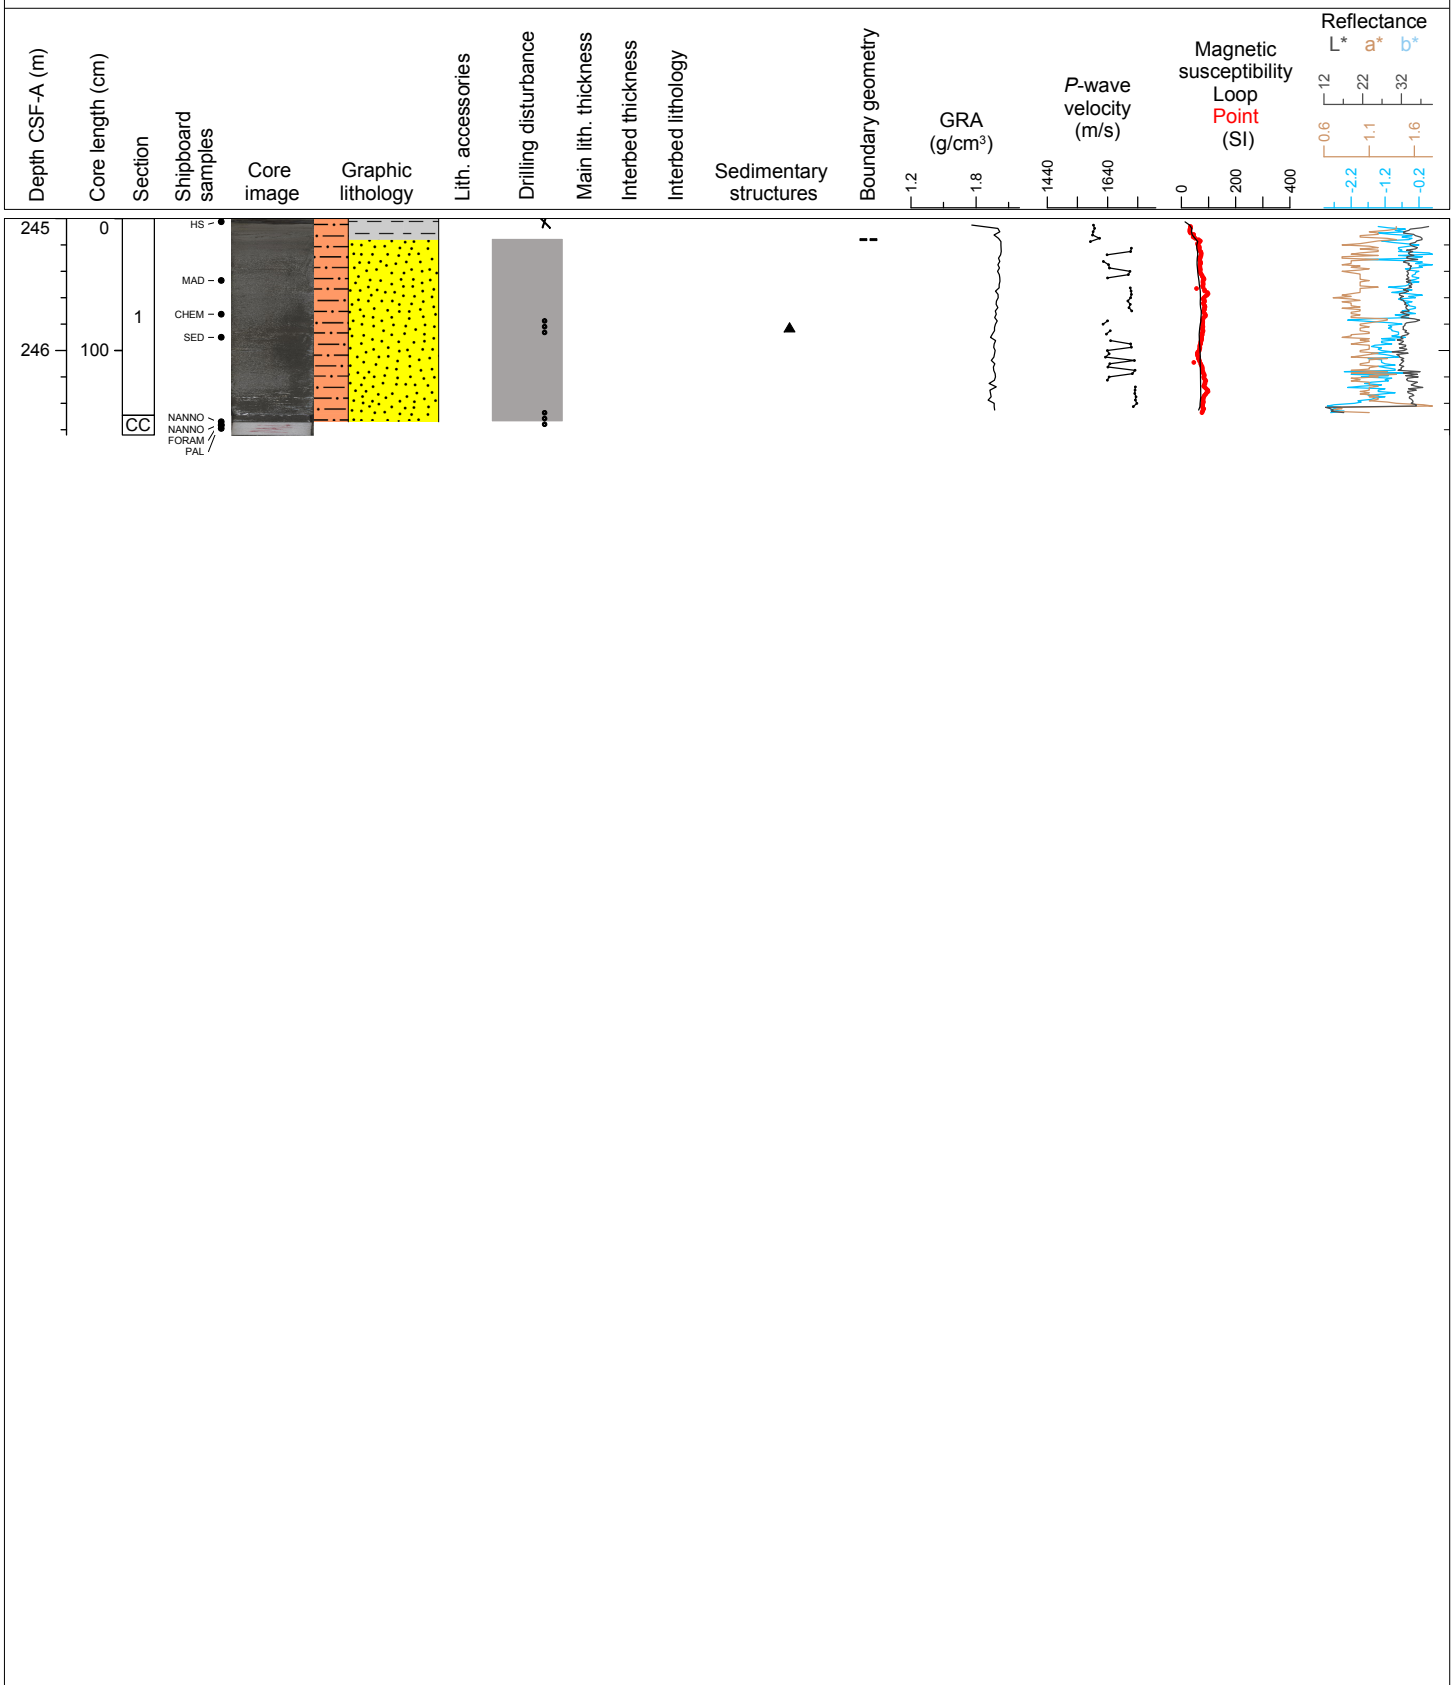 Depth CSF-A (m)
Core length (cm)
Section
Shipboard
samples
Core
image
Graphic
lithology
Lith. accessories
Drilling disturbance
Main lith. thickness
Interbed thickness
Interbed lithology
Sedimentary
structures
Boundary geometry
GRA
(g/cm³)
1.2
1.8
P-wave
velocity
(m/s)
1440
1640
Magnetic
susceptibility
Loop
Point
(SI)
0
200
400
Reflectance
L* a* b*
12 22 32
0.6 1.1 1.6
-2.2 -1.2 -0.2
245
0
HS
MAD
CHEM
1
SED
246
100
NANNO
CC
NANNO
FORAM
PAL